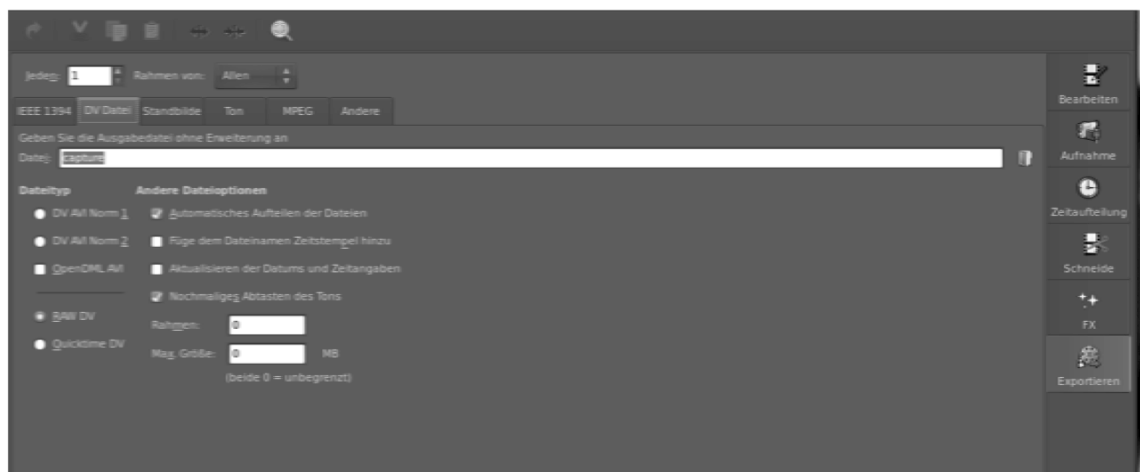 Jeden: 1 Rahmen von: Allen
IEEE 1394 DV Datei Standbilde Ton MPEG Andere
Geben Sie die Ausgabedatei ohne Erweiterung an
Datei: capture
Dateityp Andere Dateioptionen
DV AVI Norm 1 Automatisches Aufteilen der Dateien
DV AVI Norm 2 Füge dem Dateinamen Zeitstempel hinzu
OpenDML AVI Aktualisieren der Datums und Zeitangaben
Nochmaliges Abtasten des Tons
RAW DV Rahmen: 0
Quicktime DV Max. Größe: 0 MB
(beide 0 = unbegrenzt)
Bearbeiten
Aufnahme
Zeitaufteilung
Schneide
FX
Exportieren